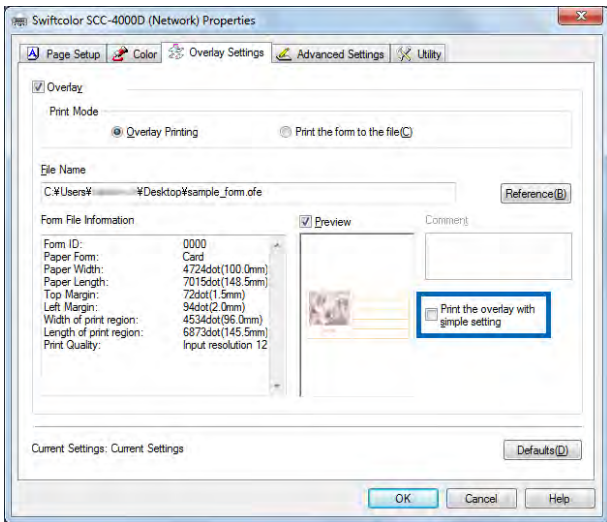 Swiftcolor SCC-4000D (Network) Properties
Page Setup Color Overlay Settings Advanced Settings Utility
Overlay
Print Mode
Overlay Printing Print the form to the file(C)
File Name
C:¥Users¥ ¥Desktop¥sample_form.ofe Reference(B)
Form File Information Preview Comment
Form ID: 0000
Paper Form: Card
Paper Width: 4724dot(100.0mm)
Paper Length: 7015dot(148.5mm)
Top Margin: 72dot(1.5mm)
Left Margin: 94dot(2.0mm)
Width of print region: 4534dot(96.0mm)
Length of print region: 6873dot(145.5mm)
Print Quality: Input resolution 12
Print the overlay with
simple setting
Current Settings: Current Settings Defaults(D)
OK Cancel Help